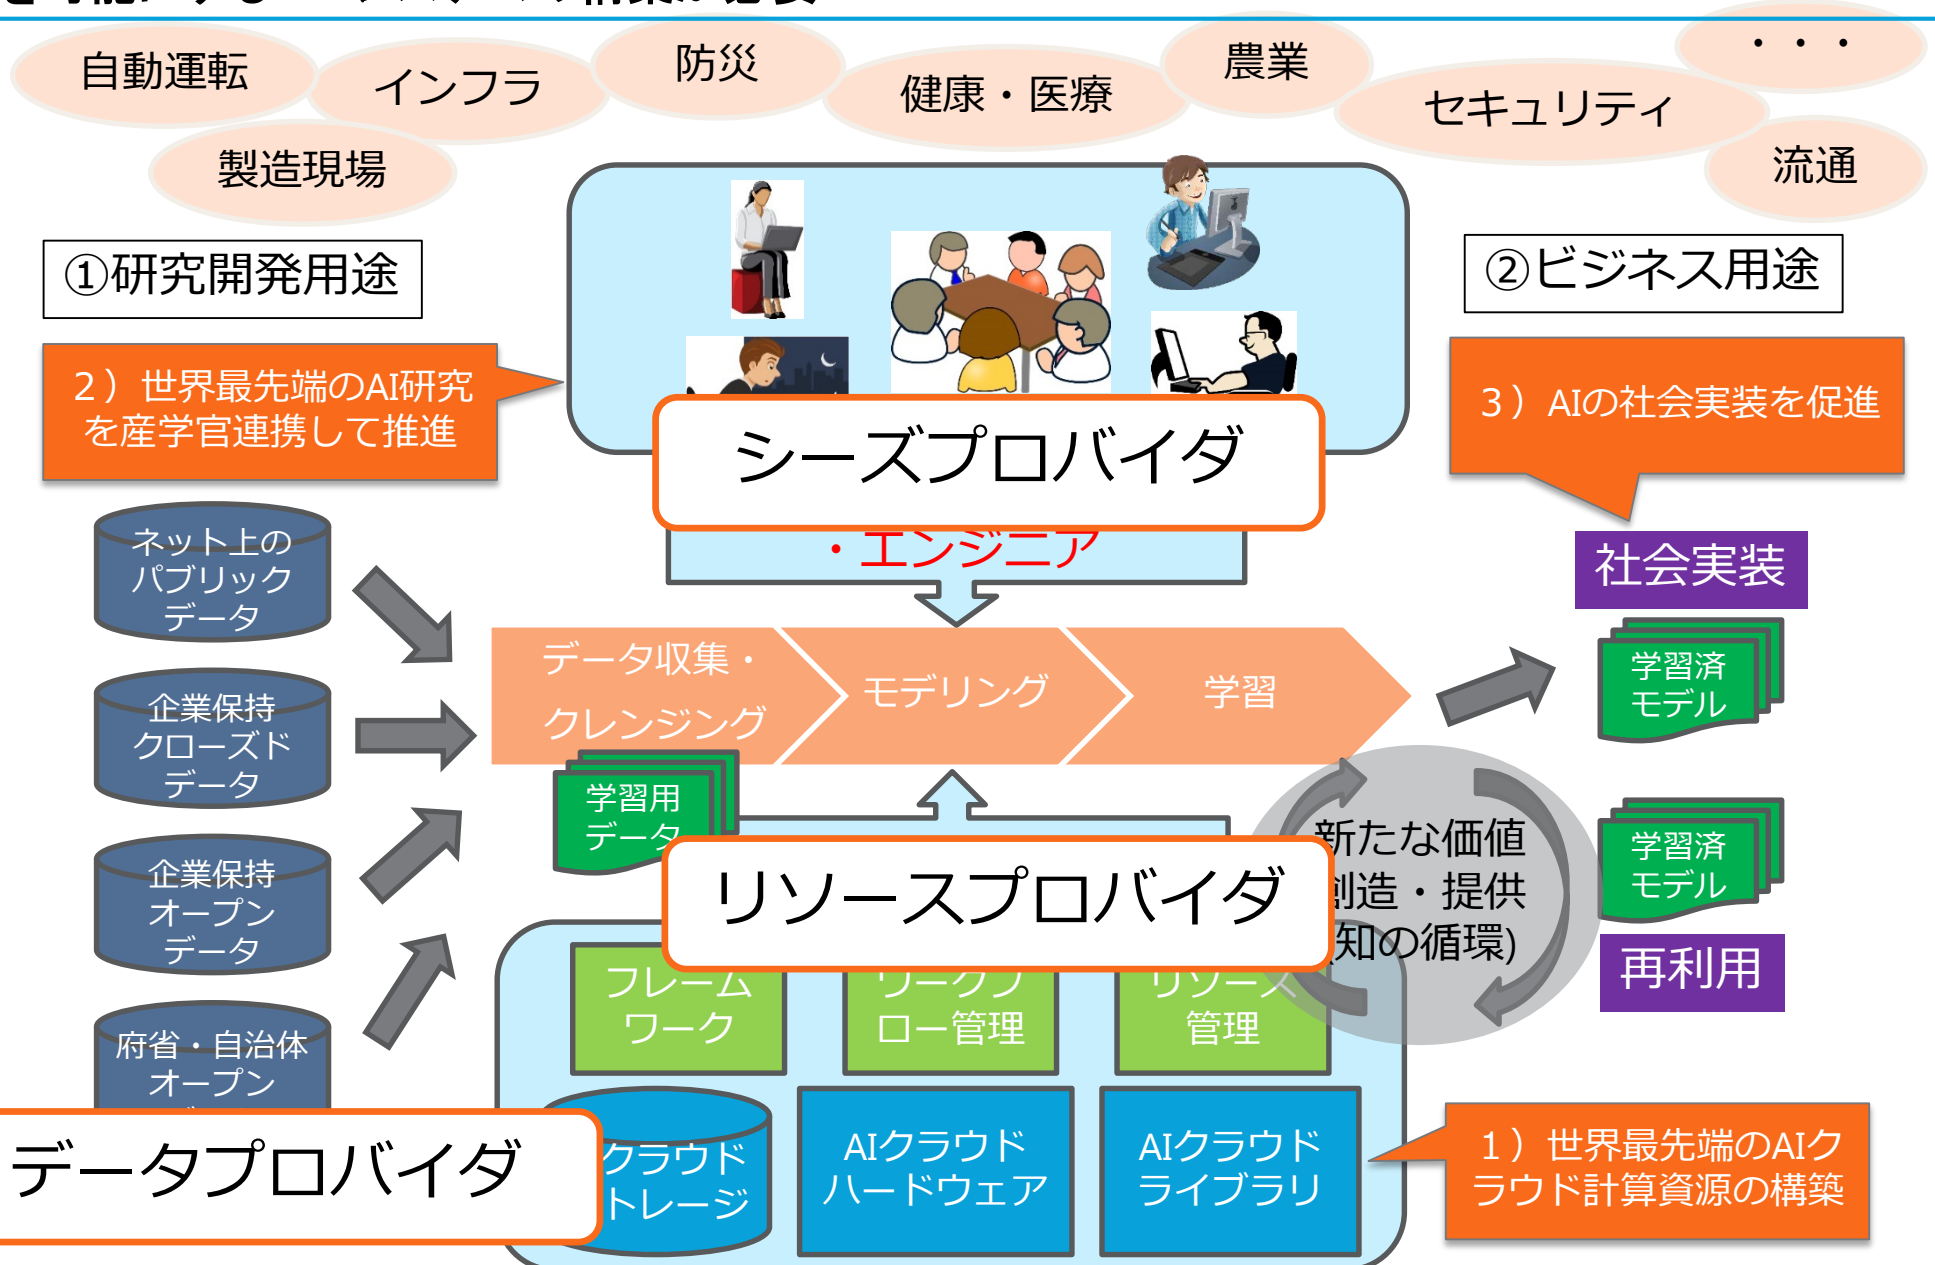 自動運転
インフラ
防災
健康・医療
農業
セキュリティ
・・・
製造現場
流通
①研究開発用途
②ビジネス用途
２）世界最先端のAI研究
を産学官連携して推進
３）AIの社会実装を促進
シーズプロバイダ
・エンジニア
ネット上の
パブリック
データ
企業保持
クローズド
データ
企業保持
オープン
データ
府省・自治体
オープン
データ収集・
クレンジング
モデリング
学習
学習用
データ
社会実装
学習済
モデル
学習済
モデル
再利用
新たな価値
創造・提供
(知の循環)
リソースプロバイダ
フレーム
ワーク
ワークフ
ロー管理
リソース
管理
データプロバイダ
クラウド
トレージ
AIクラウド
ハードウェア
AIクラウド
ライブラリ
１）世界最先端のAIク
ラウド計算資源の構築